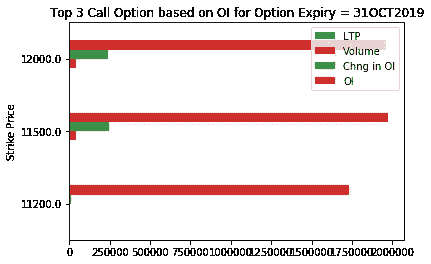 Top 3 Call Option based on OI for Option Expiry = 31OCT2019
LTP
Volume
Chng in OI
OI
Strike Price
12000.0
11500.0
11200.0
0 250000 500000 750000 1000000 1250000 1500000 1750000 2000000